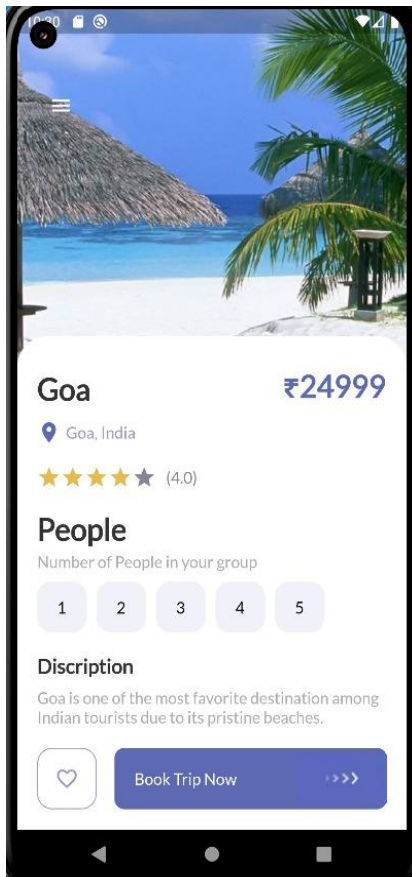 10:30
Goa
₹24999
Goa, India
(4.0)
People
Number of People in your group
1 2 3 4 5
Discription
Goa is one of the most favorite destination among
Indian tourists due to its pristine beaches.
Book Trip Now